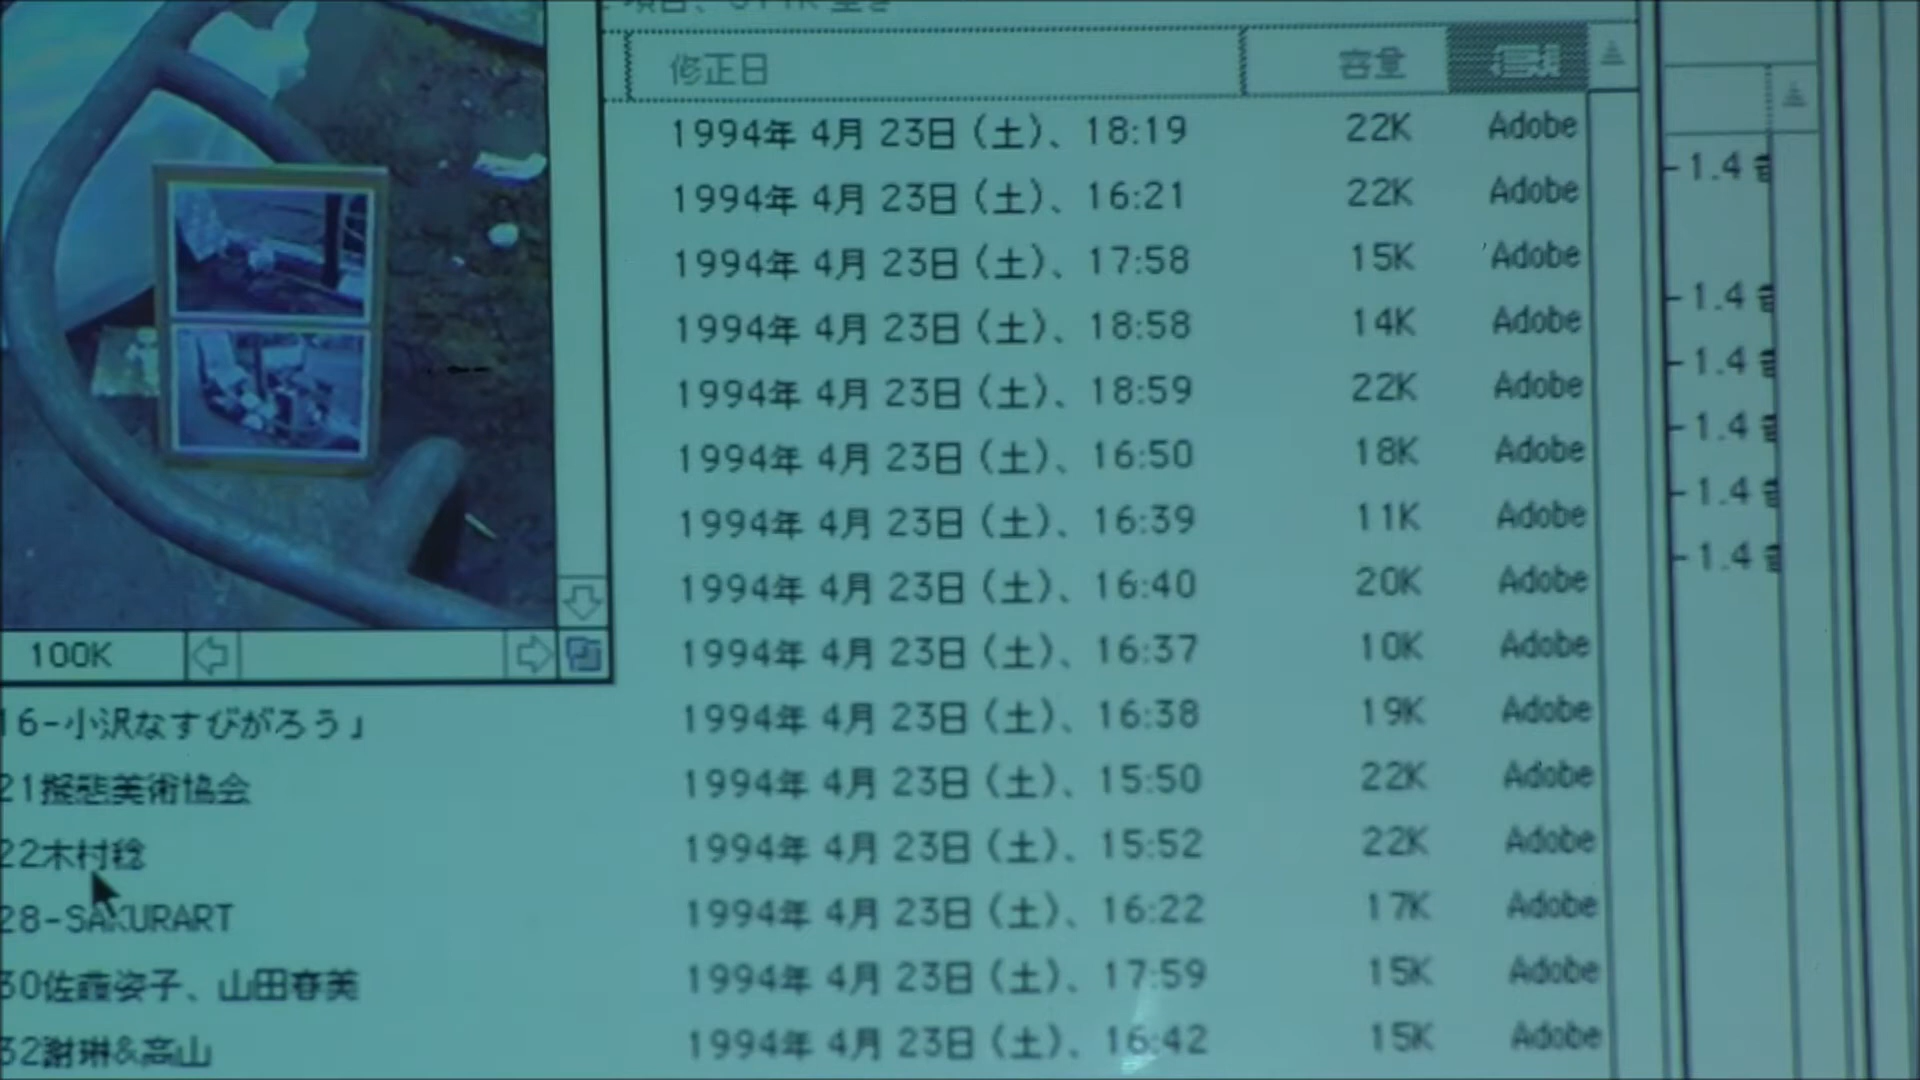 修正日 容量
1994年 4月 23日（土）、18:19 22K Adobe
1994年 4月 23日（土）、16:21 22K Adobe
1994年 4月 23日（土）、17:58 15K Adobe
1994年 4月 23日（土）、18:58 14K Adobe
1994年 4月 23日（土）、18:59 22K Adobe
1994年 4月 23日（土）、16:50 18K Adobe
1994年 4月 23日（土）、16:39 11K Adobe
1994年 4月 23日（土）、16:40 20K Adobe
100K 1994年 4月 23日（土）、16:37 10K Adobe
16-小沢なすびがろう」 1994年 4月 23日（土）、16:38 19K Adobe
21擬態美術協会 1994年 4月 23日（土）、15:50 22K Adobe
22木村稔 1994年 4月 23日（土）、15:52 22K Adobe
28-SAKURART 1994年 4月 23日（土）、16:22 17K Adobe
30佐藤姿子、山田春美 1994年 4月 23日（土）、17:59 15K Adobe
32謝琳&高山 1994年 4月 23日（土）、16:42 15K Adobe
1.4
1.4
1.4
1.4
1.4
1.4